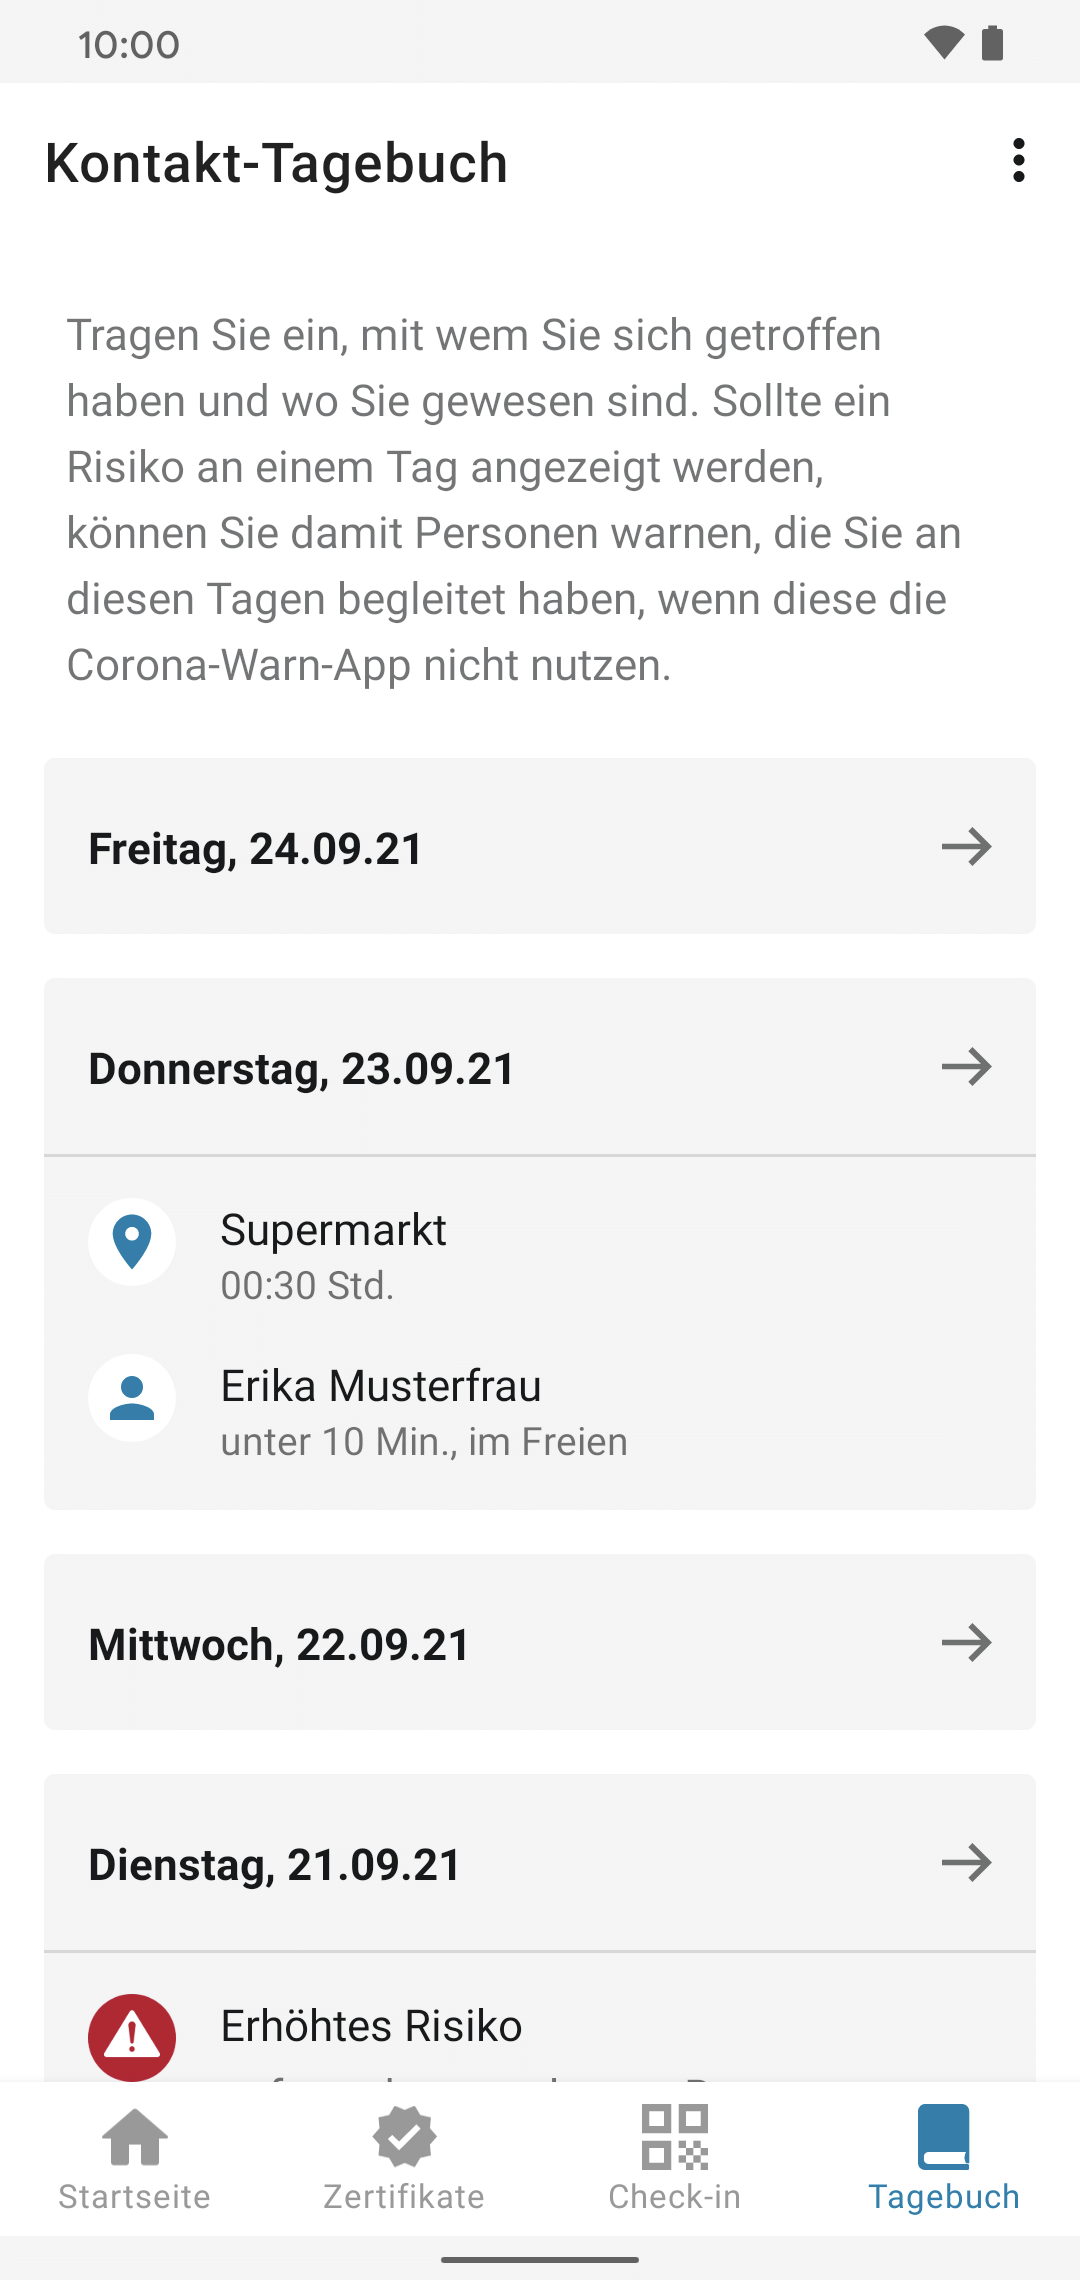 10:00
Kontakt-Tagebuch
Tragen Sie ein, mit wem Sie sich getroffen
haben und wo Sie gewesen sind. Sollte ein
Risiko an einem Tag angezeigt werden,
können Sie damit Personen warnen, die Sie an
diesen Tagen begleitet haben, wenn diese die
Corona-Warn-App nicht nutzen.
Freitag, 24.09.21
Donnerstag, 23.09.21
Supermarkt
00:30 Std.
Erika Musterfrau
unter 10 Min., im Freien
Mittwoch, 22.09.21
Dienstag, 21.09.21
Erhöhtes Risiko
Startseite
Zertifikate
Check-in
Tagebuch